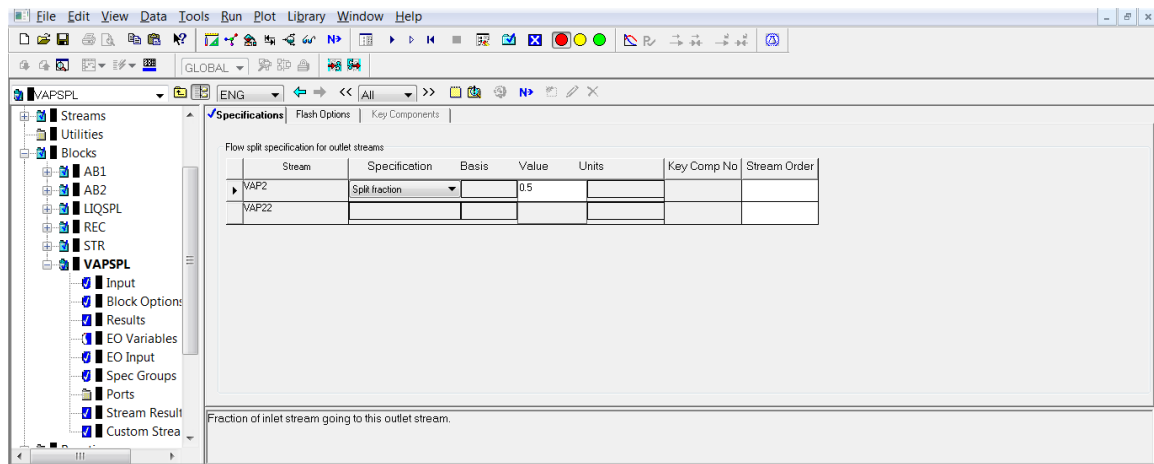 File Edit View Data Tools Run Plot Library Window Help
N>
GLOBAL
VAPSPL ENG << All >> N>
Streams
Utilities
Blocks
AB1
AB2
LIQSPL
REC
STR
VAPSPL
Input
Block Options
Results
EO Variables
EO Input
Spec Groups
Ports
Stream Result
Custom Strea
Specifications Flash Options Key Components
Flow split specification for outlet streams
Stream Specification Basis Value Units Key Comp No Stream Order
VAP2 Split fraction 0.5
VAP22
Fraction of inlet stream going to this outlet stream.